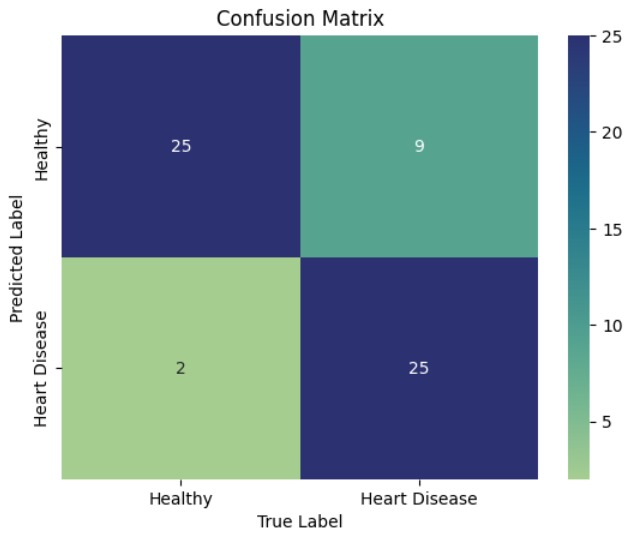 Confusion Matrix
Predicted Label
Healthy
Heart Disease
25
9
2
25
Healthy
Heart Disease
True Label
25
20
15
10
5